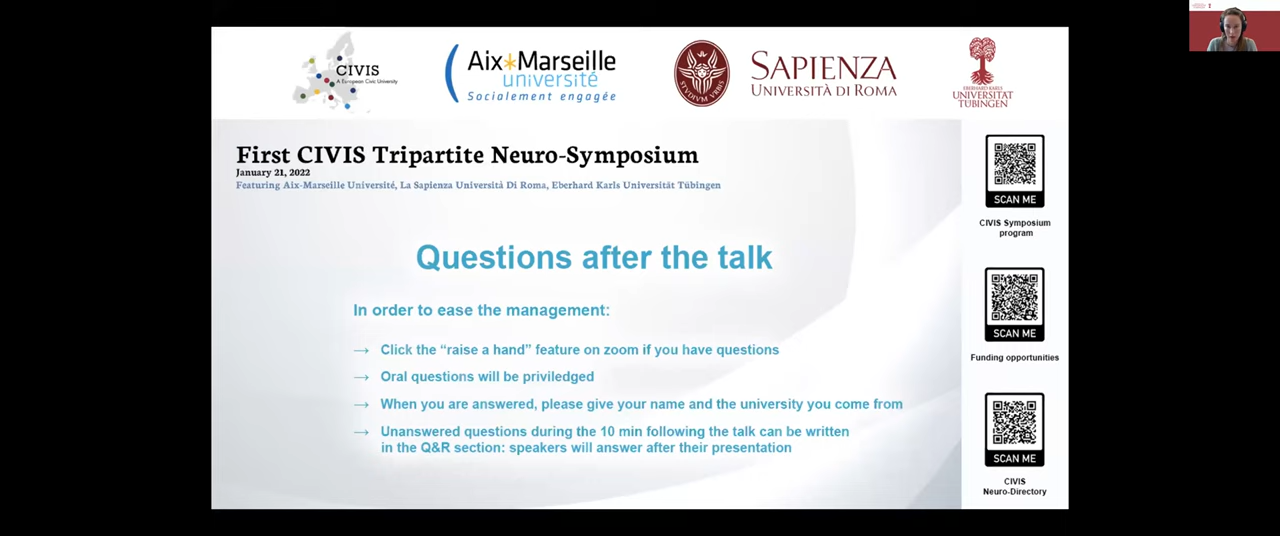 CIVIS
A European Civic University
Aix*Marseille
université
Socialement engagée
STVDIVM VRBIS
SAPIENZA
UNIVERSITÀ DI ROMA
EBERHARD KARLS
UNIVERSITÄT
TÜBINGEN
First CIVIS Tripartite Neuro-Symposium
January 21, 2022
Featuring Aix-Marseille Université, La Sapienza Università Di Roma, Eberhard Karls Universität Tübingen
Questions after the talk
In order to ease the management:
→ Click the “raise a hand” feature on zoom if you have questions
→ Oral questions will be priviledged
→ When you are answered, please give your name and the university you come from
→ Unanswered questions during the 10 min following the talk can be written
in the Q&R section: speakers will answer after their presentation
SCAN ME
CIVIS Symposium
program
SCAN ME
Funding opportunities
SCAN ME
CIVIS
Neuro-Directory